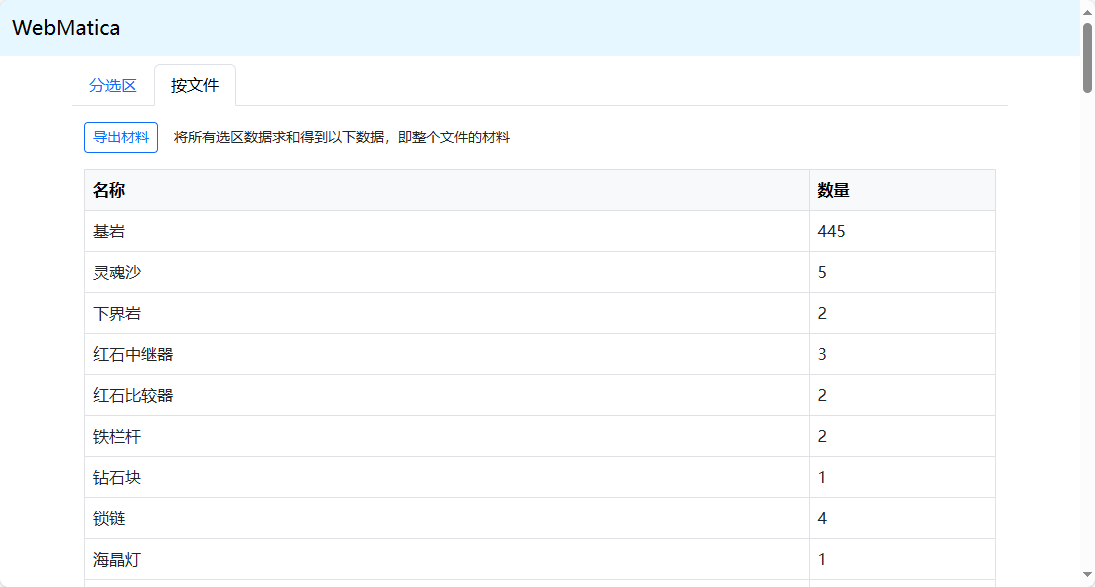 WebMatica
分选区 按文件
导出材料 将所有选区数据求和得到以下数据，即整个文件的材料
名称 数量
基岩 445
灵魂沙 5
下界岩 2
红石中继器 3
红石比较器 2
铁栏杆 2
钻石块 1
锁链 4
海晶灯 1